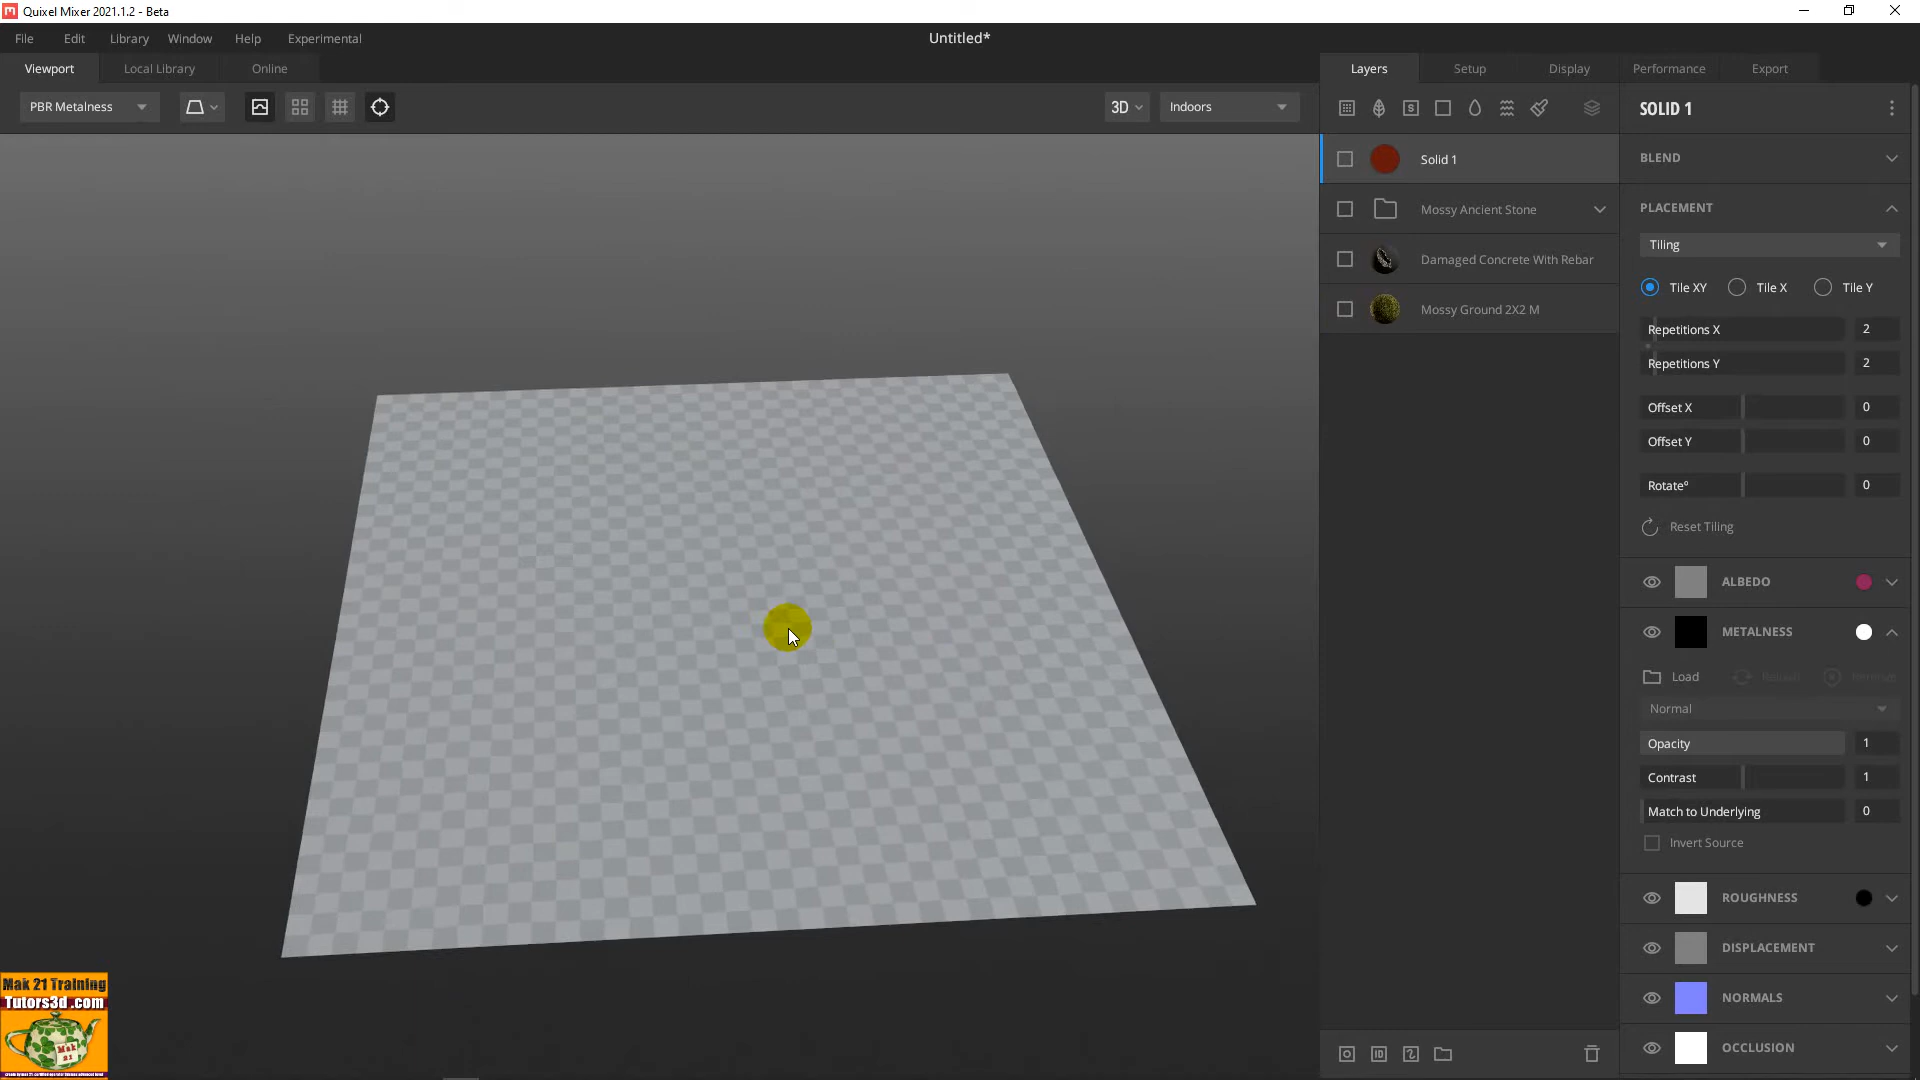 Quixel Mixer 2021.1.2 - Beta
File Edit Library Window Help Experimental
Untitled*
Viewport Local Library Online
Layers Setup Display Performance Export
PBR Metalness
3D Indoors
SOLID 1
Solid 1
BLEND
Mossy Ancient Stone
PLACEMENT
Tiling
Damaged Concrete With Rebar
Tile XY Tile X Tile Y
Mossy Ground 2X2 M
Repetitions X 2
Repetitions Y 2
Offset X 0
Offset Y 0
Rotate° 0
Reset Tiling
ALBEDO
METALNESS
Load
Normal
Opacity 1
Contrast 1
Match to Underlying 0
Invert Source
ROUGHNESS
DISPLACEMENT
NORMALS
OCCLUSION
Mak 21 Training
Tutors3d .com
Mak
21